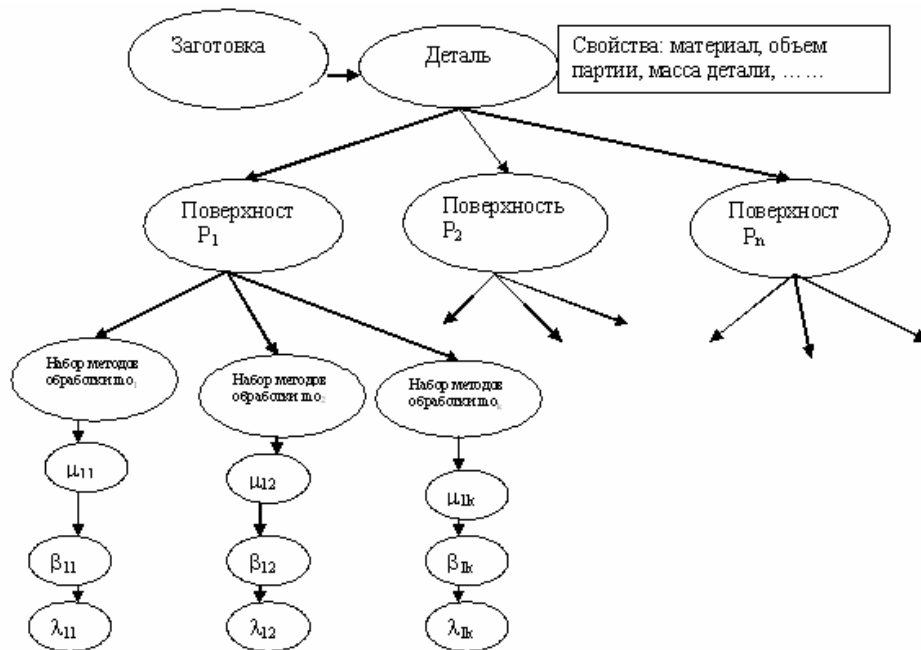 Заготовка
Деталь
Свойства: материал, объем
партии, масса детали, ……
Поверхност
P₁
Поверхность
P₂
Поверхност
Pₙ
Набор методов
обработки mo₁
Набор методов
обработки mo₂
Набор методов
обработки mo
μ₁₁
μ₁₂
μ₁ₖ
β₁₁
β₁₂
β₁ₖ
λ₁₁
λ₁₂
λ₁ₖ